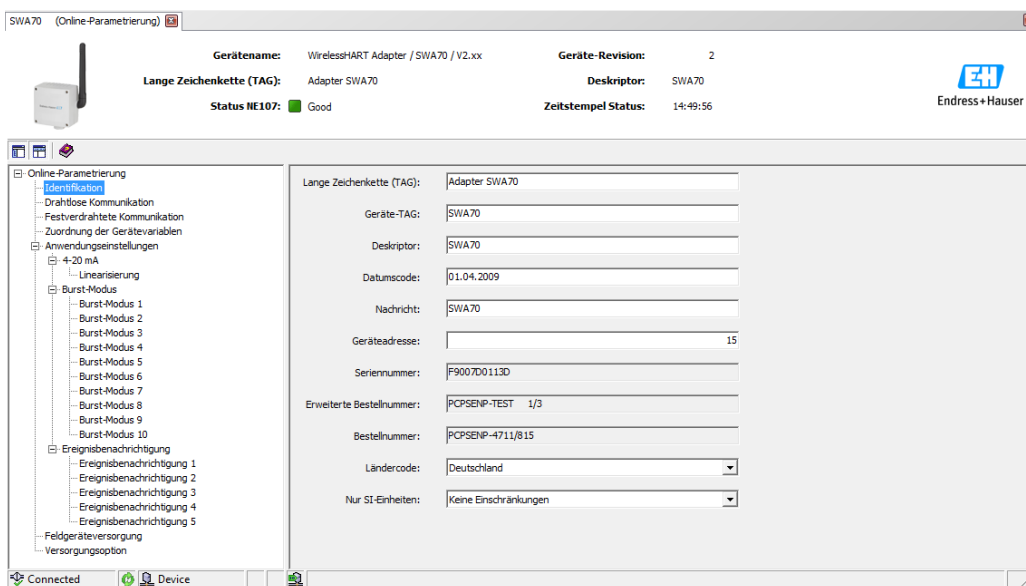 SWA70 (Online-Parametrierung)
Gerätename: WirelessHART Adapter / SWA70 / V2.xx Geräte-Revision: 2
Lange Zeichenkette (TAG): Adapter SWA70 Deskriptor: SWA70
Status NE107: Good Zeitstempel Status: 14:49:56
EH
Endress+Hauser
Online-Parametrierung
Identifikation
Drahtlose Kommunikation
Festverdrahtete Kommunikation
Zuordnung der Gerätevariablen
Anwendungseinstellungen
4-20 mA
Linearisierung
Burst-Modus
Burst-Modus 1
Burst-Modus 2
Burst-Modus 3
Burst-Modus 4
Burst-Modus 5
Burst-Modus 6
Burst-Modus 7
Burst-Modus 8
Burst-Modus 9
Burst-Modus 10
Ereignisbenachrichtigung
Ereignisbenachrichtigung 1
Ereignisbenachrichtigung 2
Ereignisbenachrichtigung 3
Ereignisbenachrichtigung 4
Ereignisbenachrichtigung 5
Feldgeräteversorgung
Versorgungsoption
Lange Zeichenkette (TAG): Adapter SWA70
Geräte-TAG: SWA70
Deskriptor: SWA70
Datumscode: 01.04.2009
Nachricht: SWA70
Geräteadresse: 15
Seriennummer: F9007D0113D
Erweiterte Bestellnummer: PCPSENP-TEST 1/3
Bestellnummer: PCPSENP-4711/815
Ländercode: Deutschland
Nur SI-Einheiten: Keine Einschränkungen
Connected Device